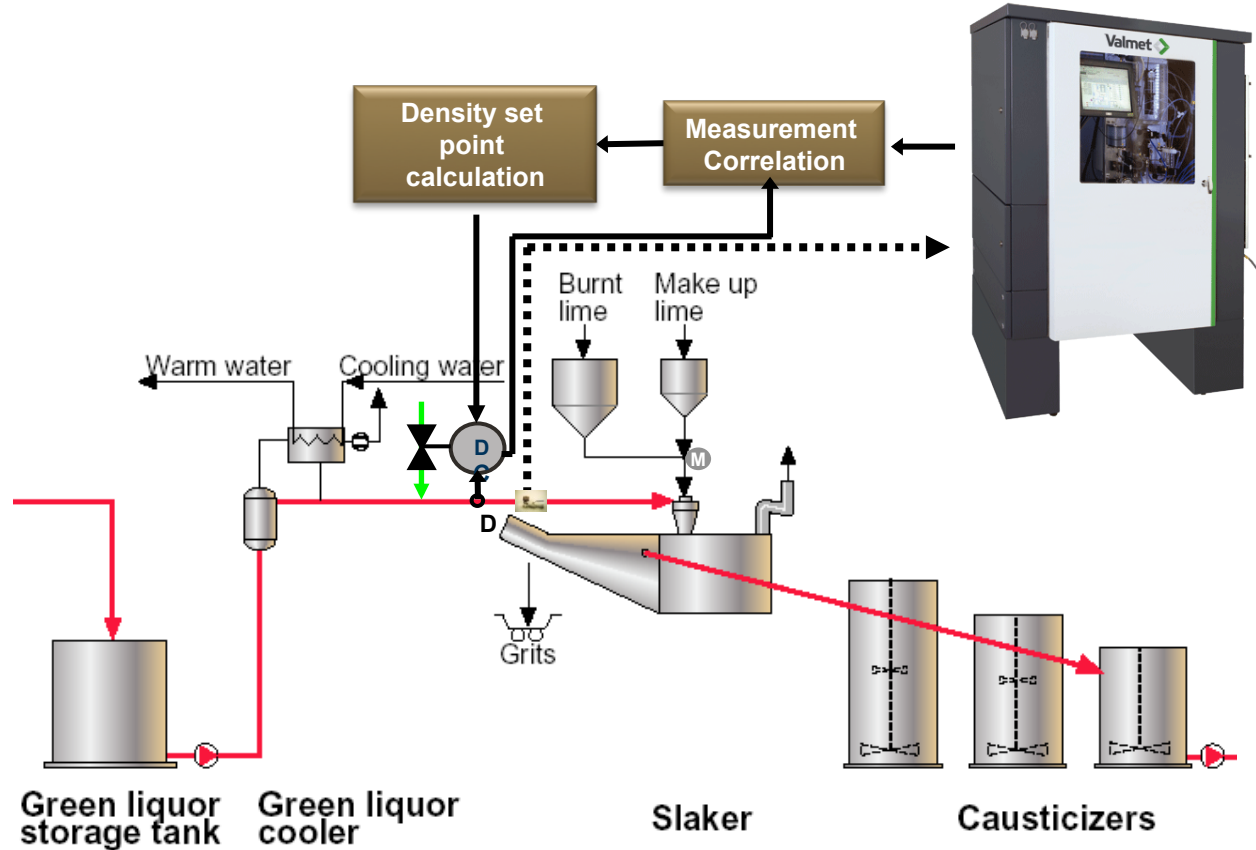 Valmet
Density set
point
calculation
Measurement
Correlation
Burnt
lime
Make up
lime
Warm water
Cooling water
DC
M
D
Grits
Green liquor
storage tank
Green liquor
cooler
Slaker
Causticizers